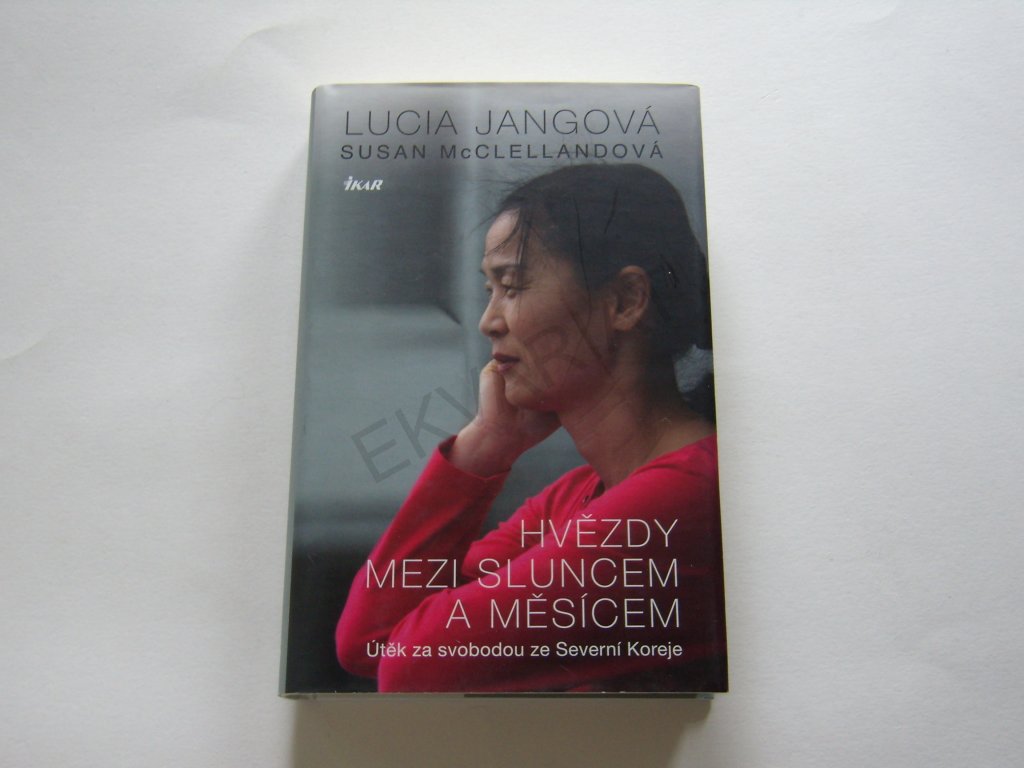 LUCIA JANGOVÁ
SUSAN McCLELLANDOVÁ
IKAR
HVĚZDY
MEZI SLUNCEM
A MĚSÍCEM
Útěk za svobodou ze Severní Koreje